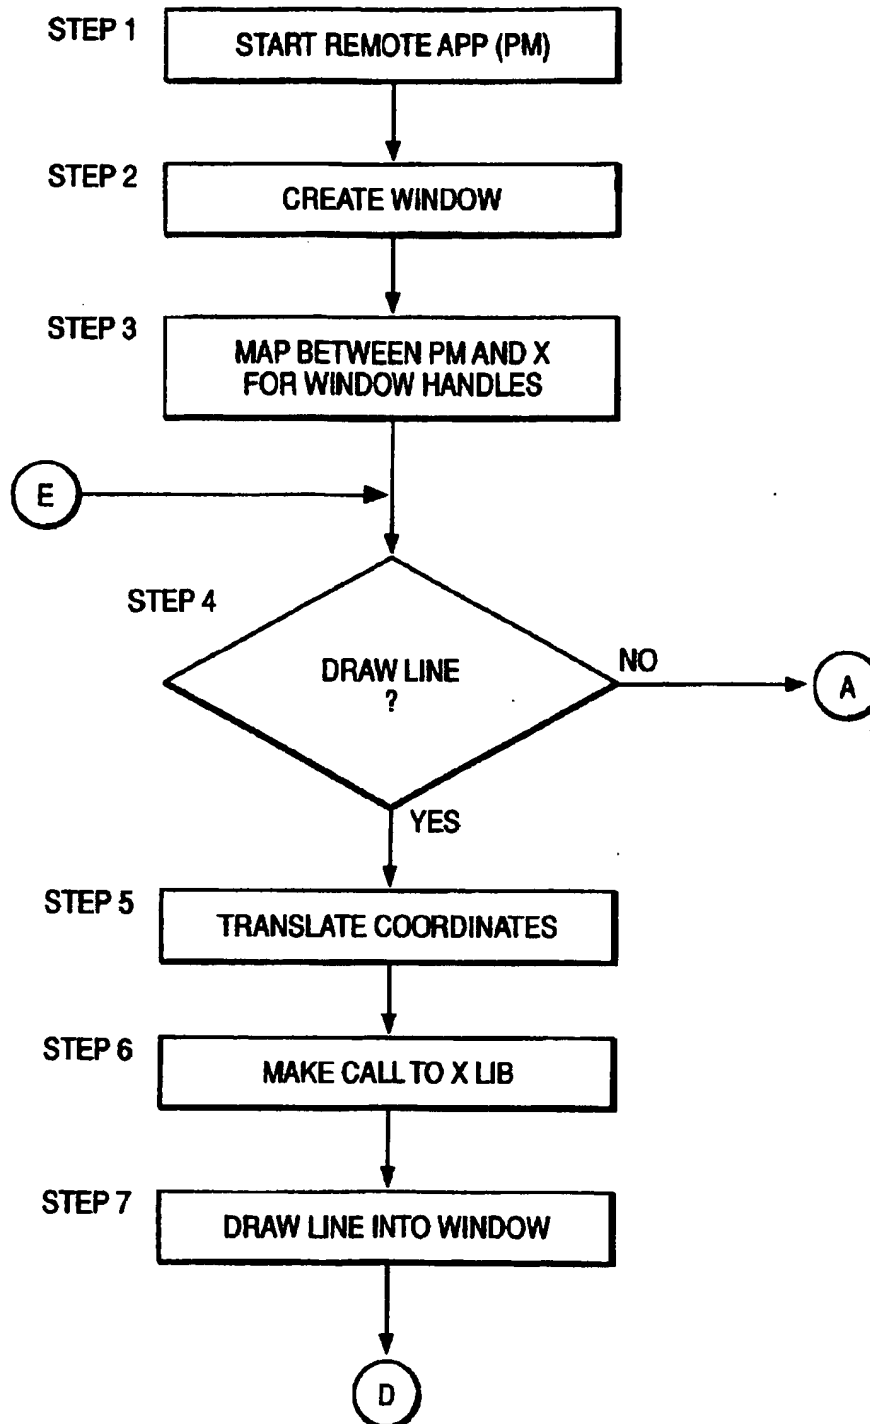 STEP 1
START REMOTE APP (PM)
STEP 2
CREATE WINDOW
STEP 3
MAP BETWEEN PM AND X
FOR WINDOW HANDLES
E
STEP 4
DRAW LINE
?
NO
A
YES
STEP 5
TRANSLATE COORDINATES
STEP 6
MAKE CALL TO X LIB
STEP 7
DRAW LINE INTO WINDOW
D